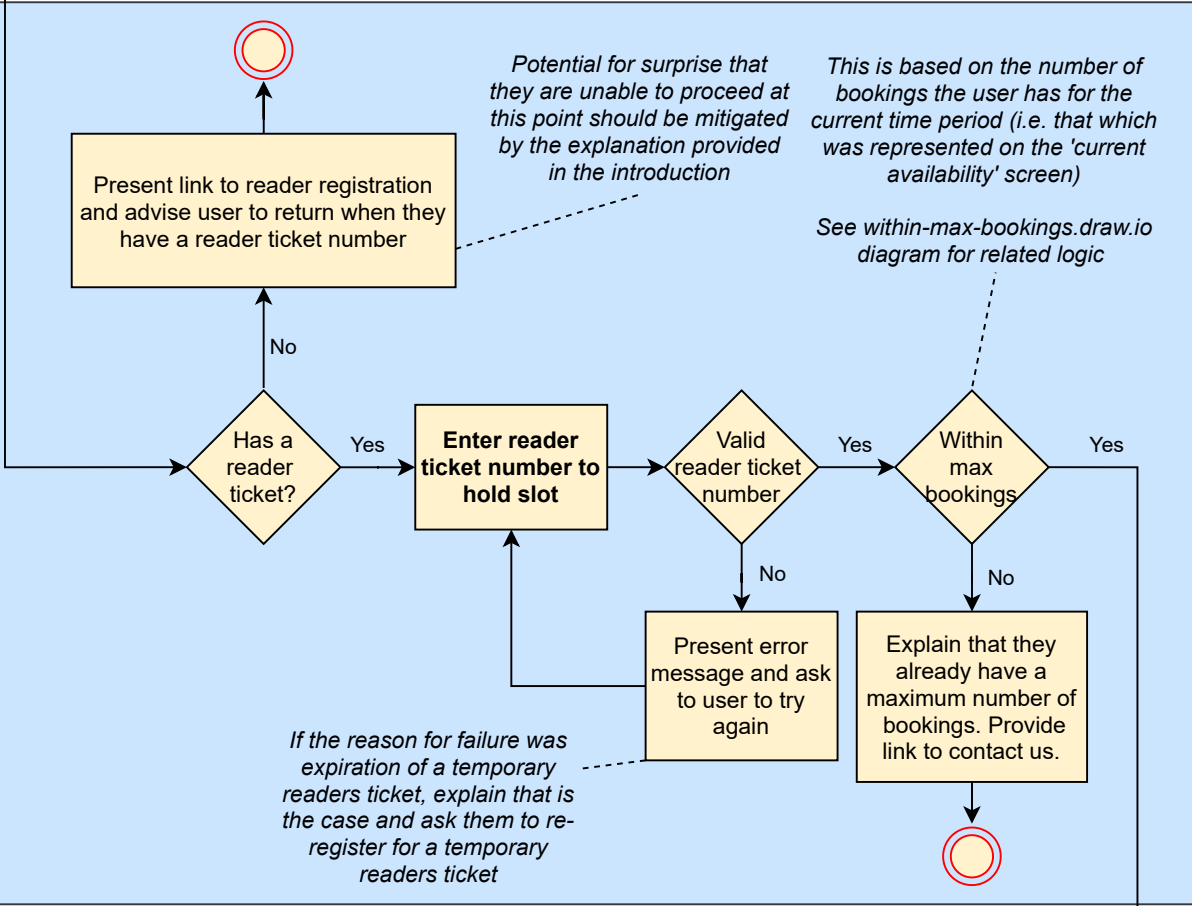 Potential for surprise that
they are unable to proceed at
this point should be mitigated
by the explanation provided
in the introduction
This is based on the number of
bookings the user has for the
current time period (i.e. that which
was represented on the 'current
availability' screen)
See within-max-bookings.draw.io
diagram for related logic
Present link to reader registration
and advise user to return when they
have a reader ticket number
No
Has a
reader
ticket?
Yes
Enter reader
ticket number to
hold slot
Valid
reader ticket
number
Yes
Within
max
bookings
Yes
No
No
Present error
message and ask
to user to try
again
Explain that they
already have a
maximum number of
bookings. Provide
link to contact us.
If the reason for failure was
expiration of a temporary
readers ticket, explain that is
the case and ask them to re-
register for a temporary
readers ticket